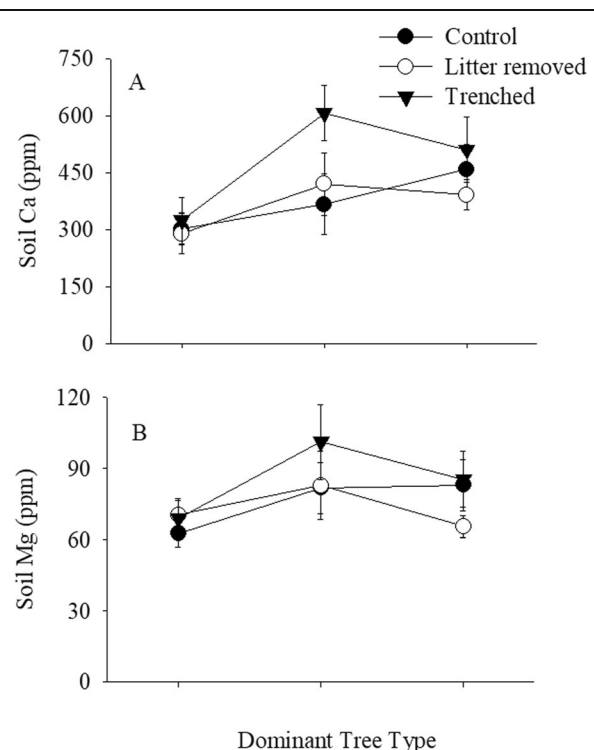 Control
Litter removed
Trenched
A
750
600
450
300
150
0
Soil Ca (ppm)
B
120
90
60
30
0
Soil Mg (ppm)
Dominant Tree Type